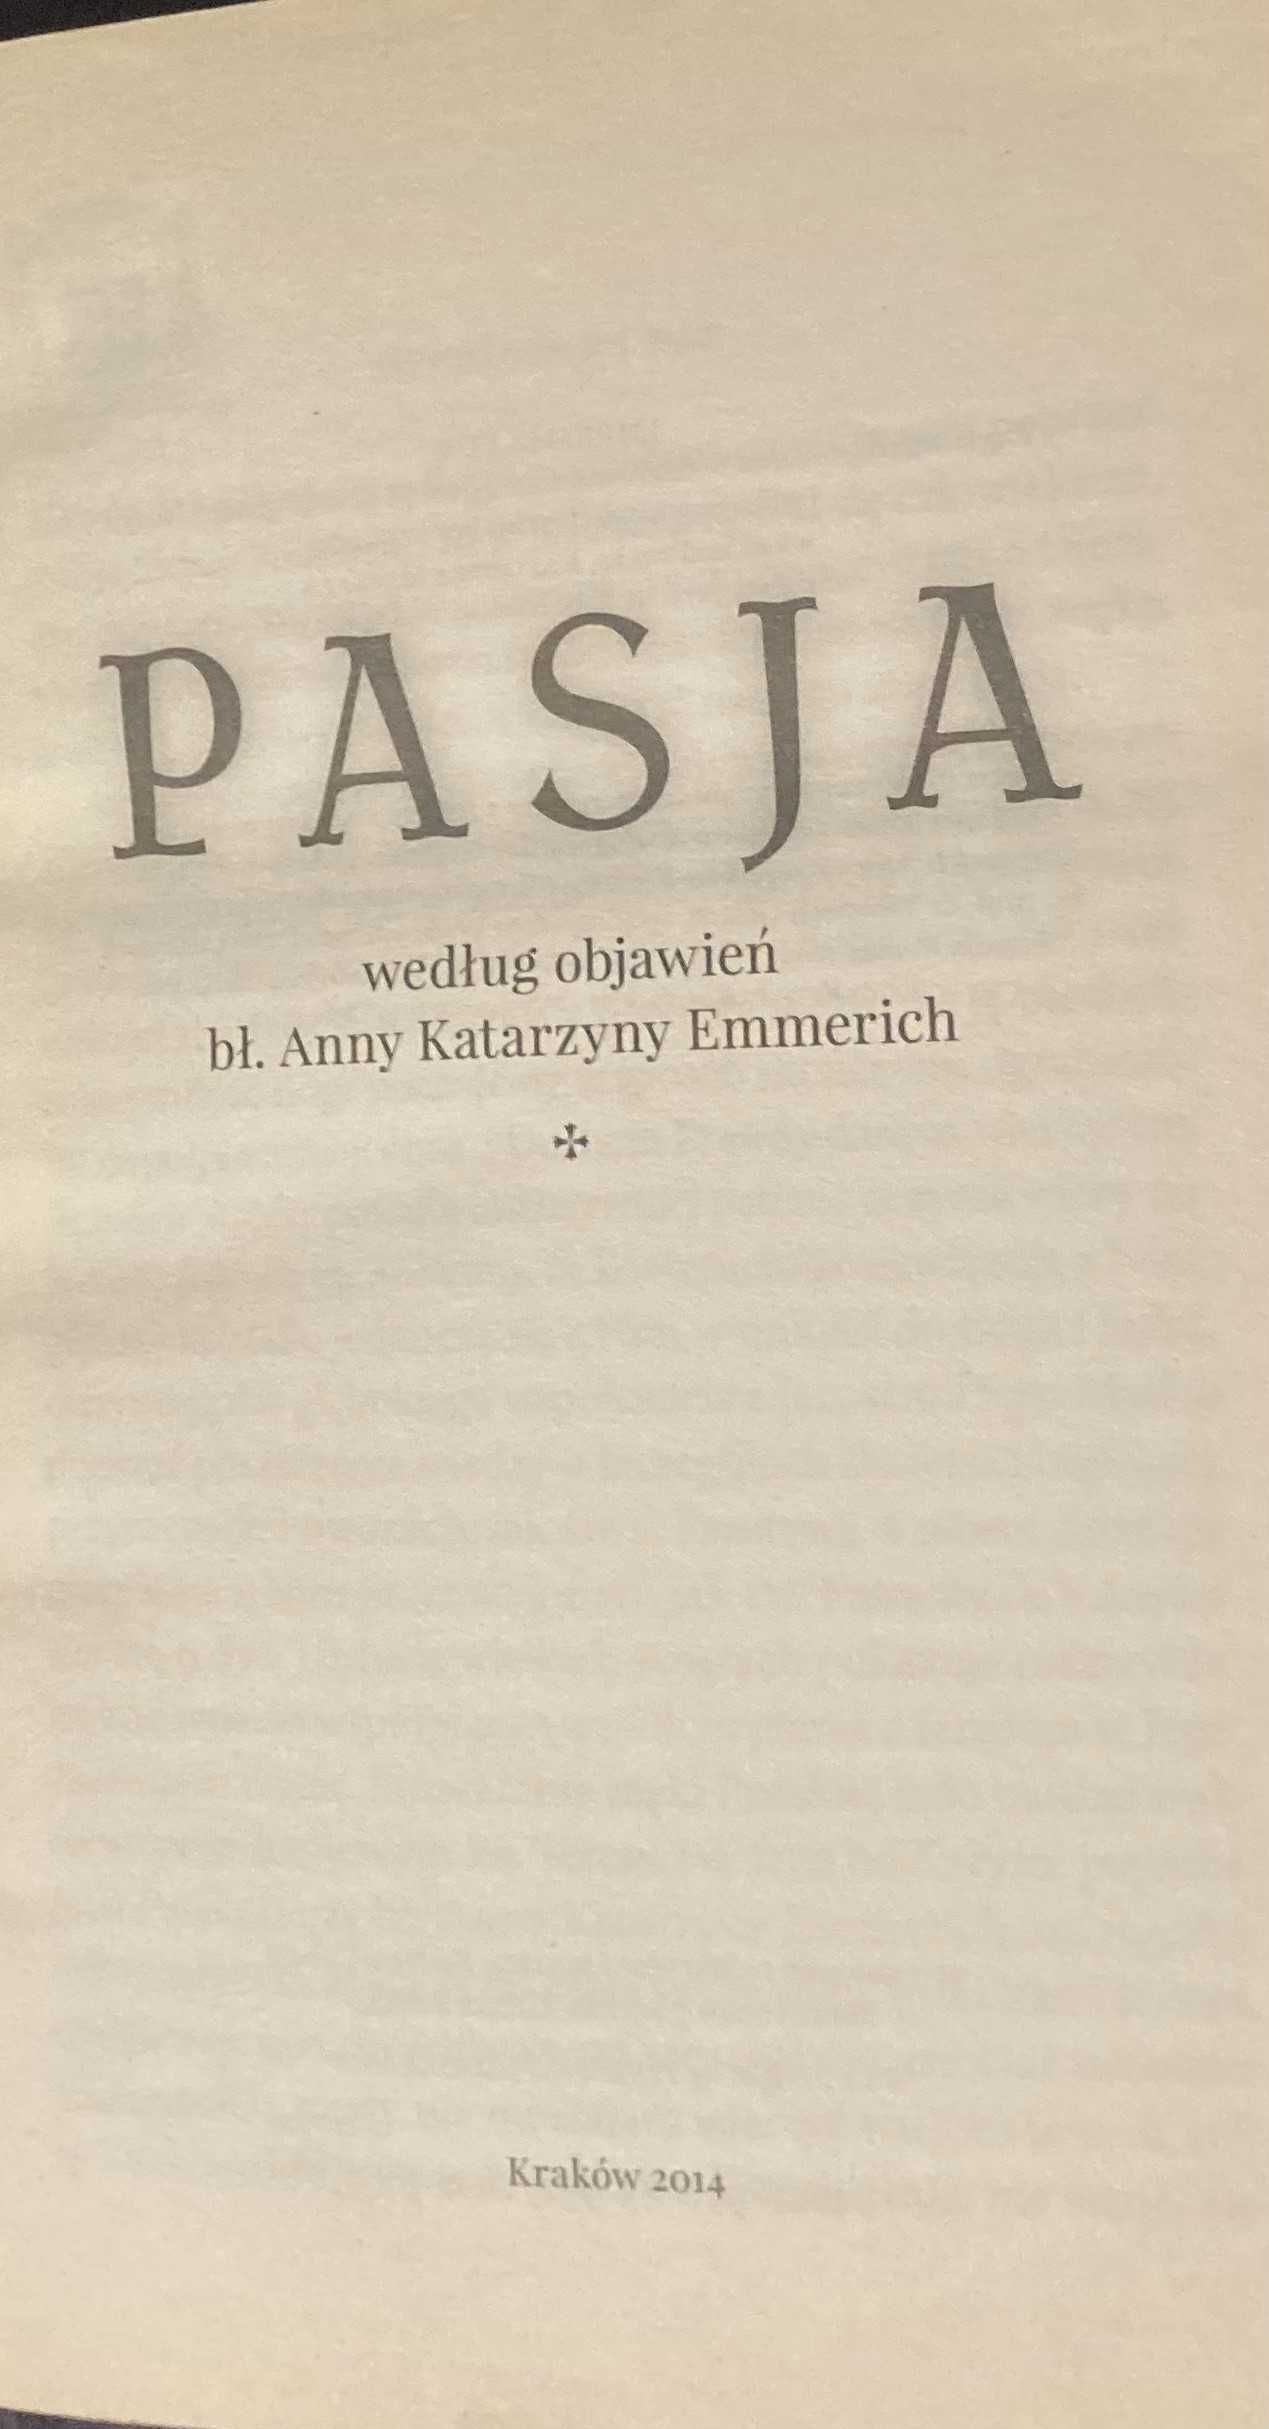 PASJA
według objawień
bł. Anny Katarzyny Emmerich
Kraków 2014